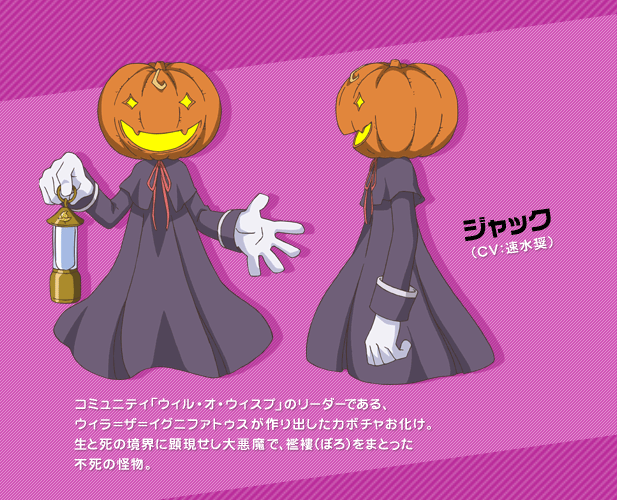 ジャック
(CV:速水奨)
コミュニティ「ウィル・オ・ウィスプ」のリーダーである、
ウィラ=ザ=イグニファトゥスが作り出したカボチャお化け。
生と死の境界に顕現せし大悪魔で、襤褸(ぼろ)をまとった
不死の怪物。